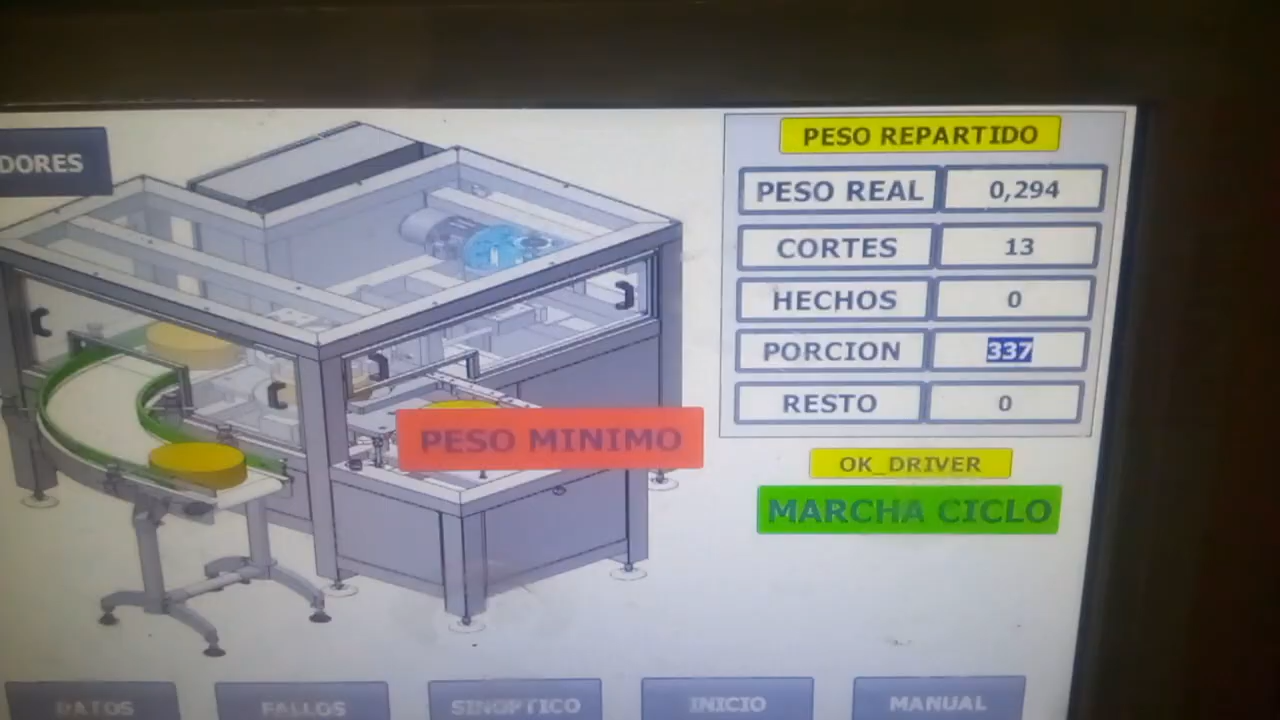 DORES
PESO REPARTIDO
PESO REAL 0,294
CORTES 13
HECHOS 0
PORCION 337
RESTO 0
PESO MINIMO
OK_DRIVER
MARCHA CICLO
DATOS FALLOS SINOPTICO INICIO MANUAL